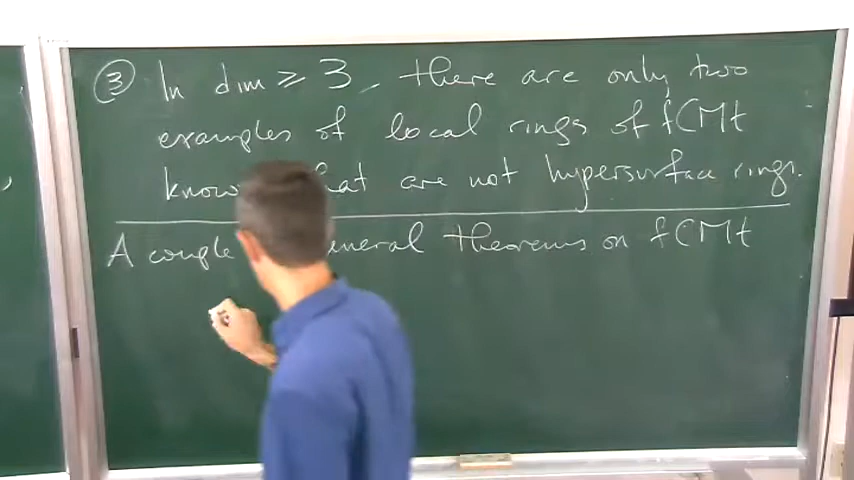 ③ In dim ≥ 3, there are only two
examples of local rings of fCMt
know hat are not hypersurface rings.
A couple eneral theorems on fCMt